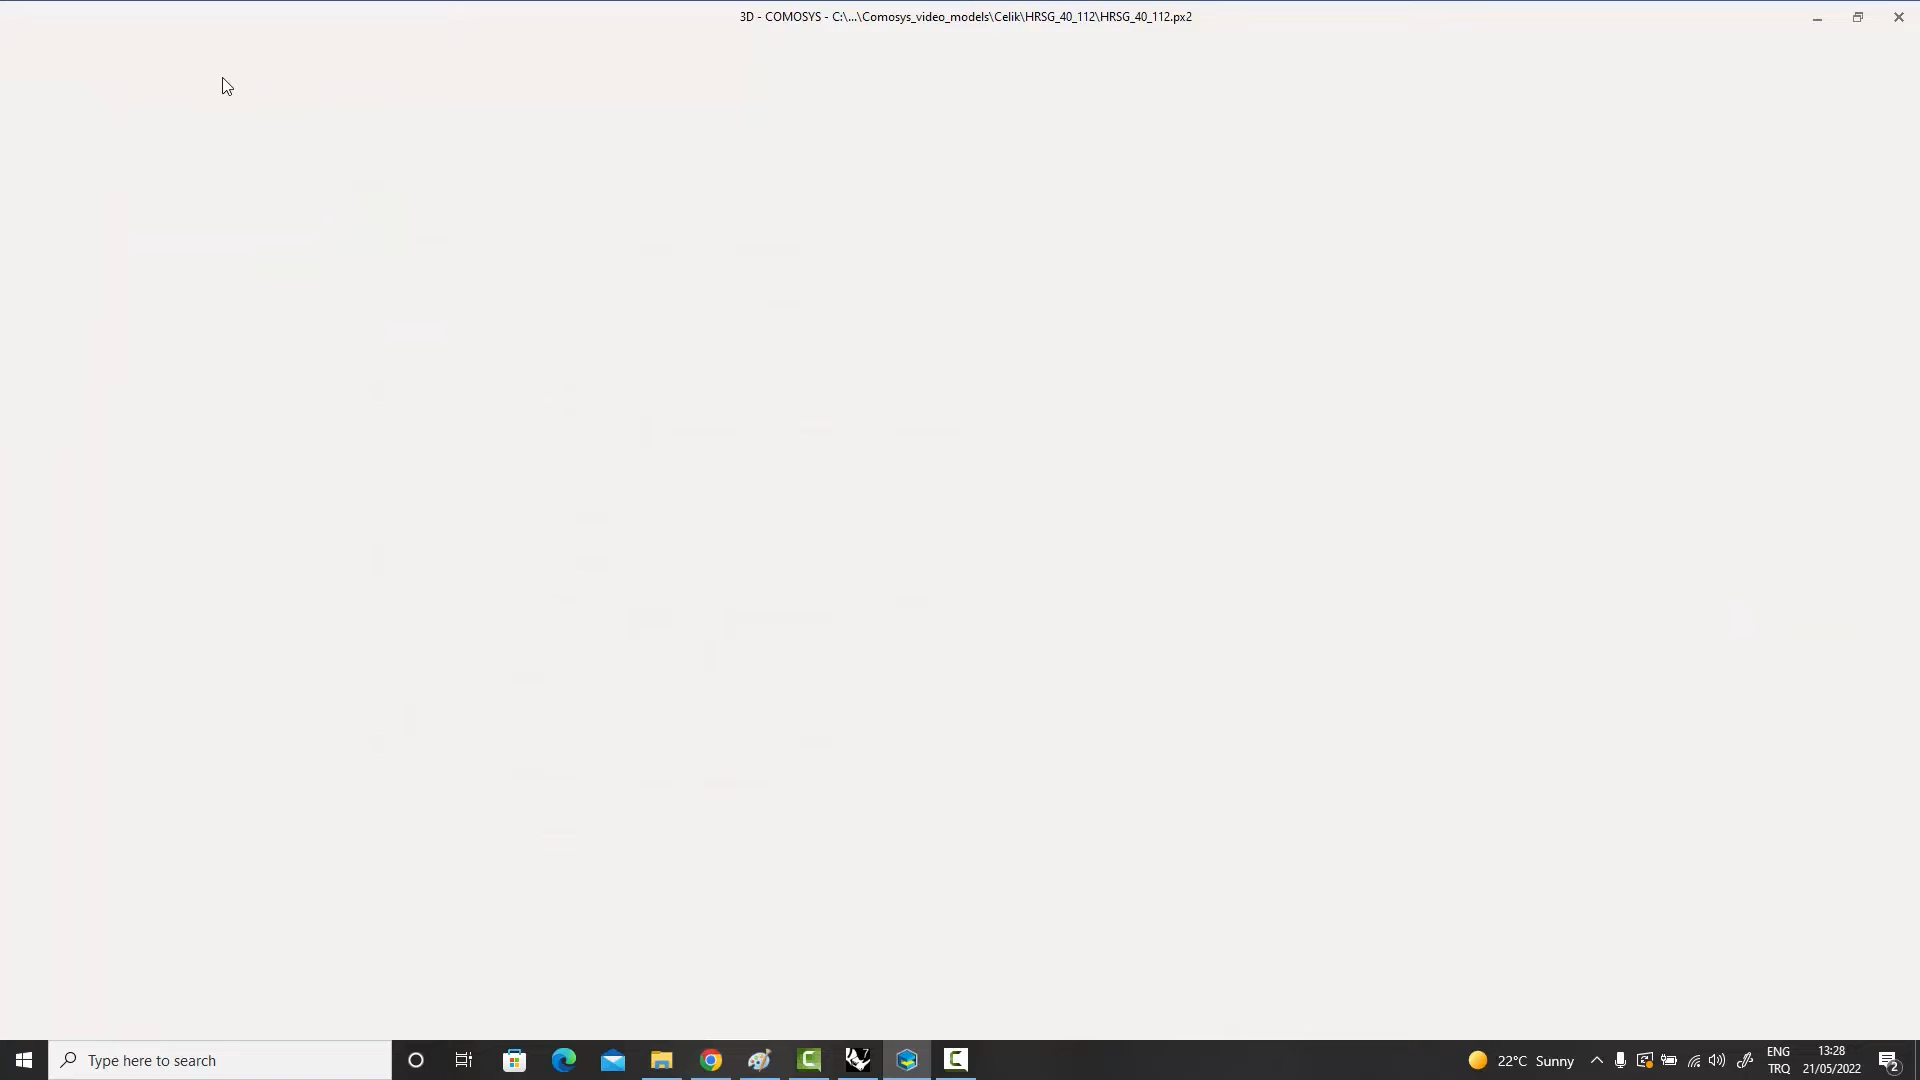 3D - COMOSYS - C:\...\Comosys_video_models\Celik\HRSG_40_112\HRSG_40_112.px2
Type here to search
7
22°C Sunny
ENG
TRQ
13:28
21/05/2022
2